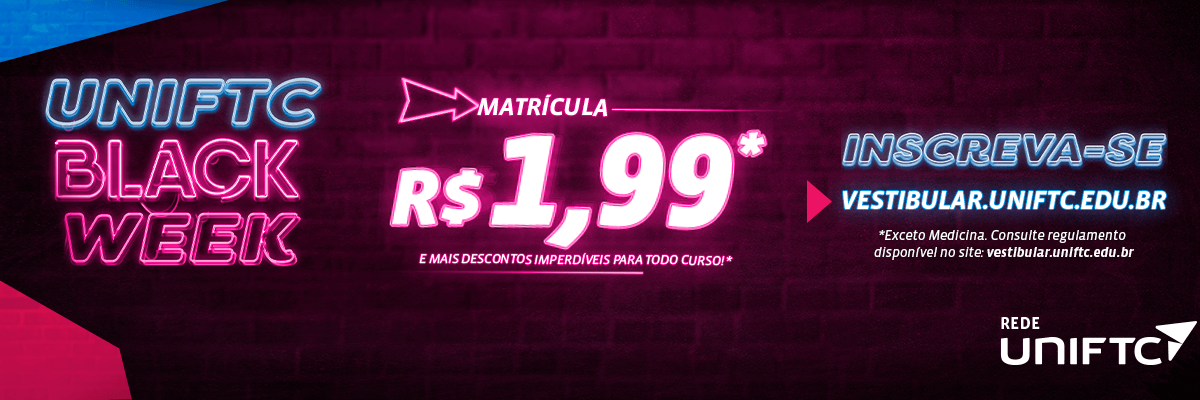 UNIFTC
BLACK
WEEK
MATRÍCULA
R$1,99*
E MAIS DESCONTOS IMPERDÍVEIS PARA TODO CURSO!*
INSCREVA-SE
VESTIBULAR.UNIFTC.EDU.BR
*Exceto Medicina. Consulte regulamento
disponível no site: vestibular.uniftc.edu.br
REDE
UNIFTC